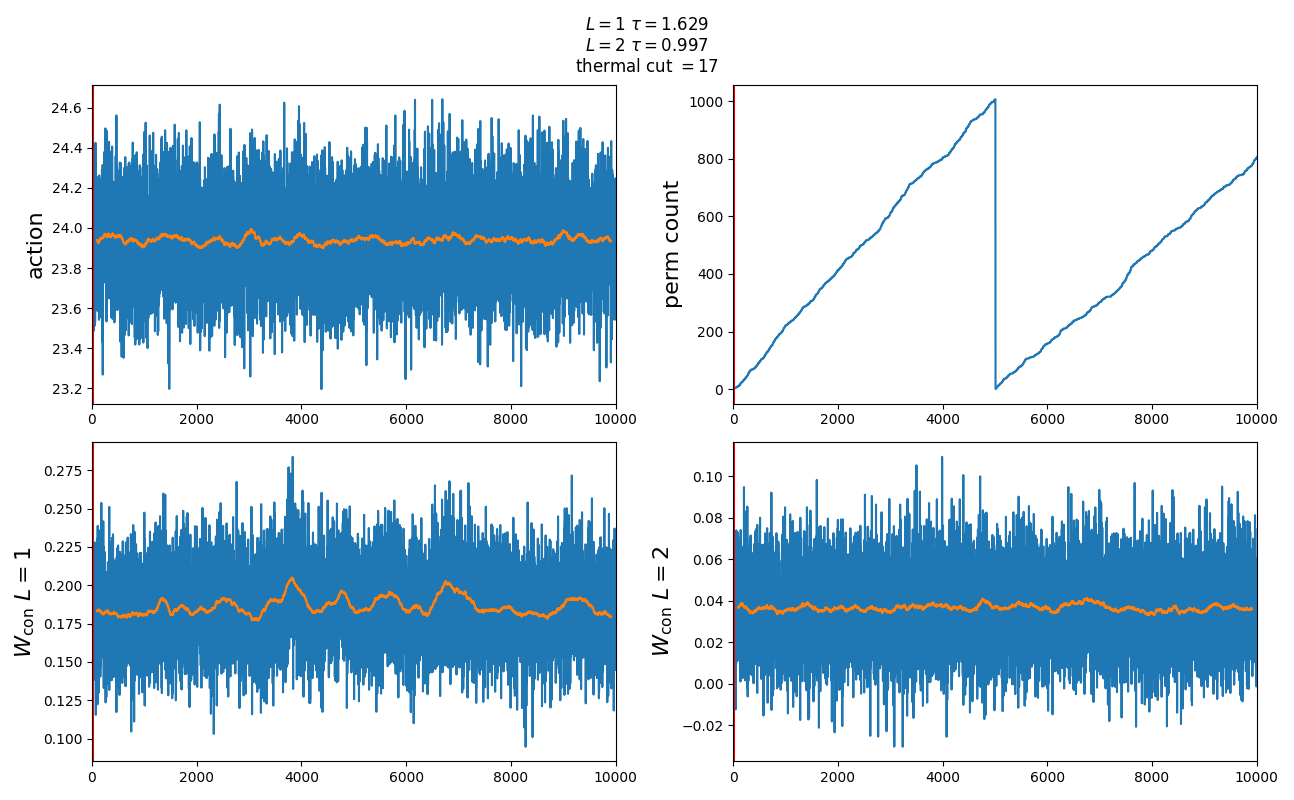 L = 1 τ = 1.629
L = 2 τ = 0.997
thermal cut = 17
action
24.6
24.4
24.2
24.0
23.8
23.6
23.4
23.2
0 2000 4000 6000 8000 10000
perm count
1000
800
600
400
200
0
0 2000 4000 6000 8000 10000
W_con L = 1
0.275
0.250
0.225
0.200
0.175
0.150
0.125
0.100
0 2000 4000 6000 8000 10000
W_con L = 2
0.10
0.08
0.06
0.04
0.02
0.00
−0.02
0 2000 4000 6000 8000 10000